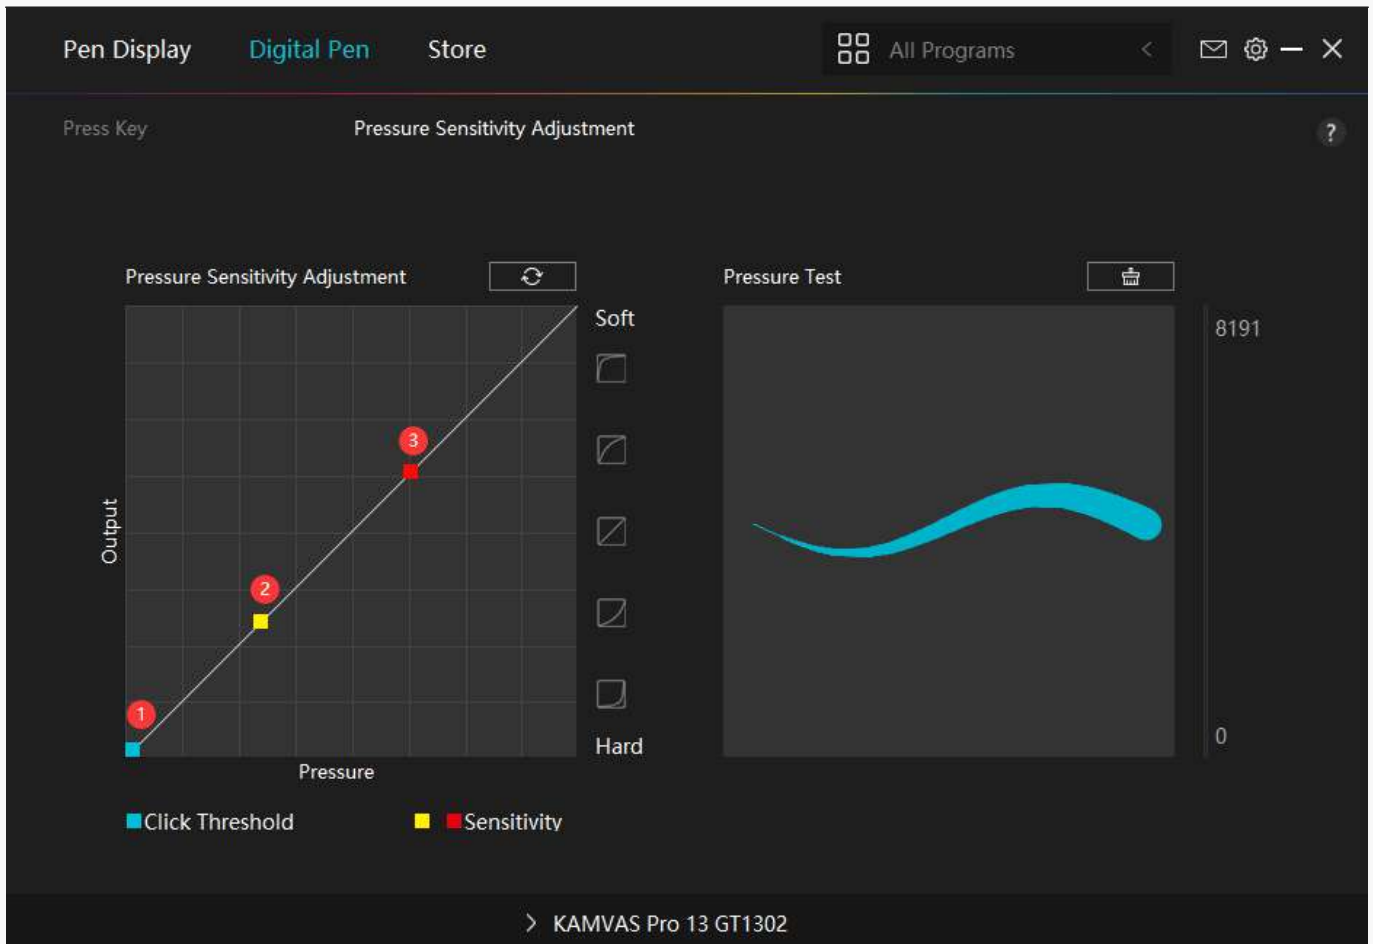 Pen Display Digital Pen Store All Programs
Press Key Pressure Sensitivity Adjustment ?
Pressure Sensitivity Adjustment
Soft
3
2
1
Output
Hard
Pressure
Click Threshold Sensitivity
Pressure Test
8191
0
KAMVAS Pro 13 GT1302